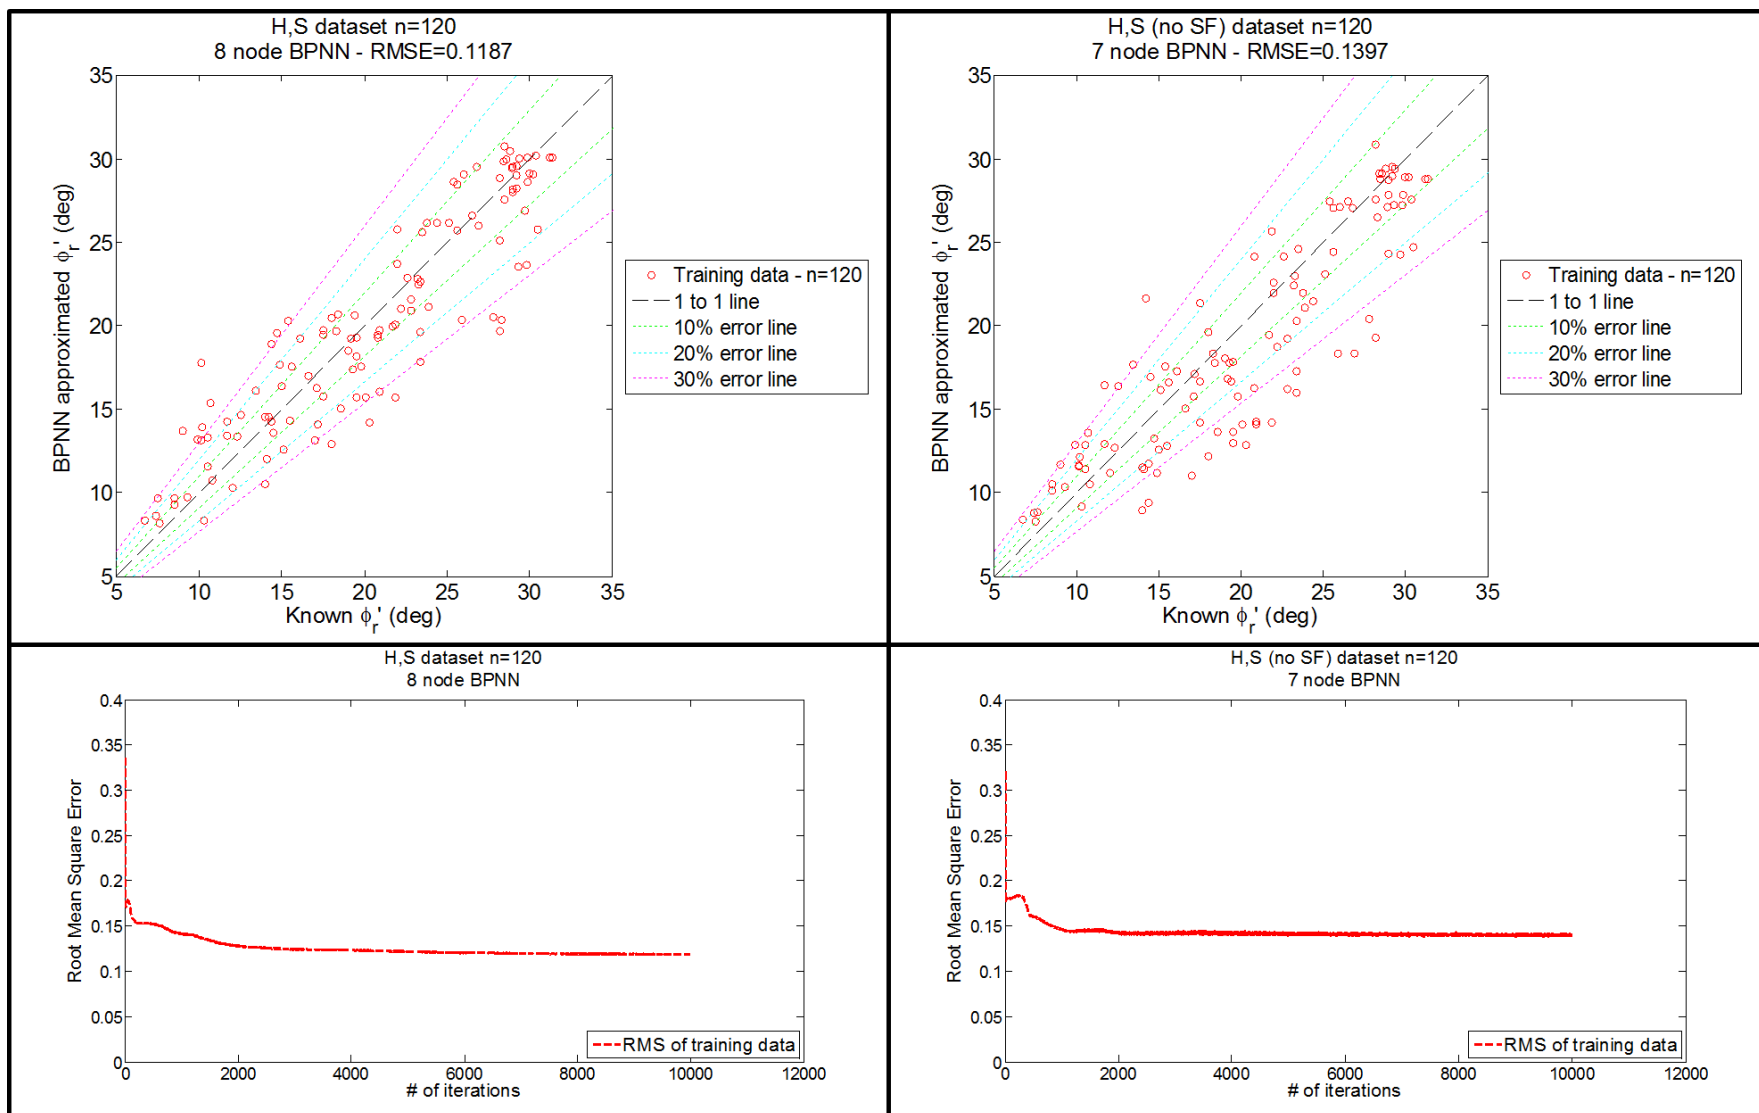 H,S dataset n=120
8 node BPNN - RMSE=0.1187
35
30
25
20
15
10
5
5 10 15 20 25 30 35
BPNN approximated ϕr' (deg)
Known ϕr' (deg)
Training data - n=120
1 to 1 line
10% error line
20% error line
30% error line
H,S (no SF) dataset n=120
7 node BPNN - RMSE=0.1397
35
30
25
20
15
10
5
5 10 15 20 25 30 35
BPNN approximated ϕr' (deg)
Known ϕr' (deg)
Training data - n=120
1 to 1 line
10% error line
20% error line
30% error line
H,S dataset n=120
8 node BPNN
0.4
0.35
0.3
0.25
0.2
0.15
0.1
0.05
0
0 2000 4000 6000 8000 10000 12000
Root Mean Square Error
# of iterations
RMS of training data
H,S (no SF) dataset n=120
7 node BPNN
0.4
0.35
0.3
0.25
0.2
0.15
0.1
0.05
0
0 2000 4000 6000 8000 10000 12000
Root Mean Square Error
# of iterations
RMS of training data